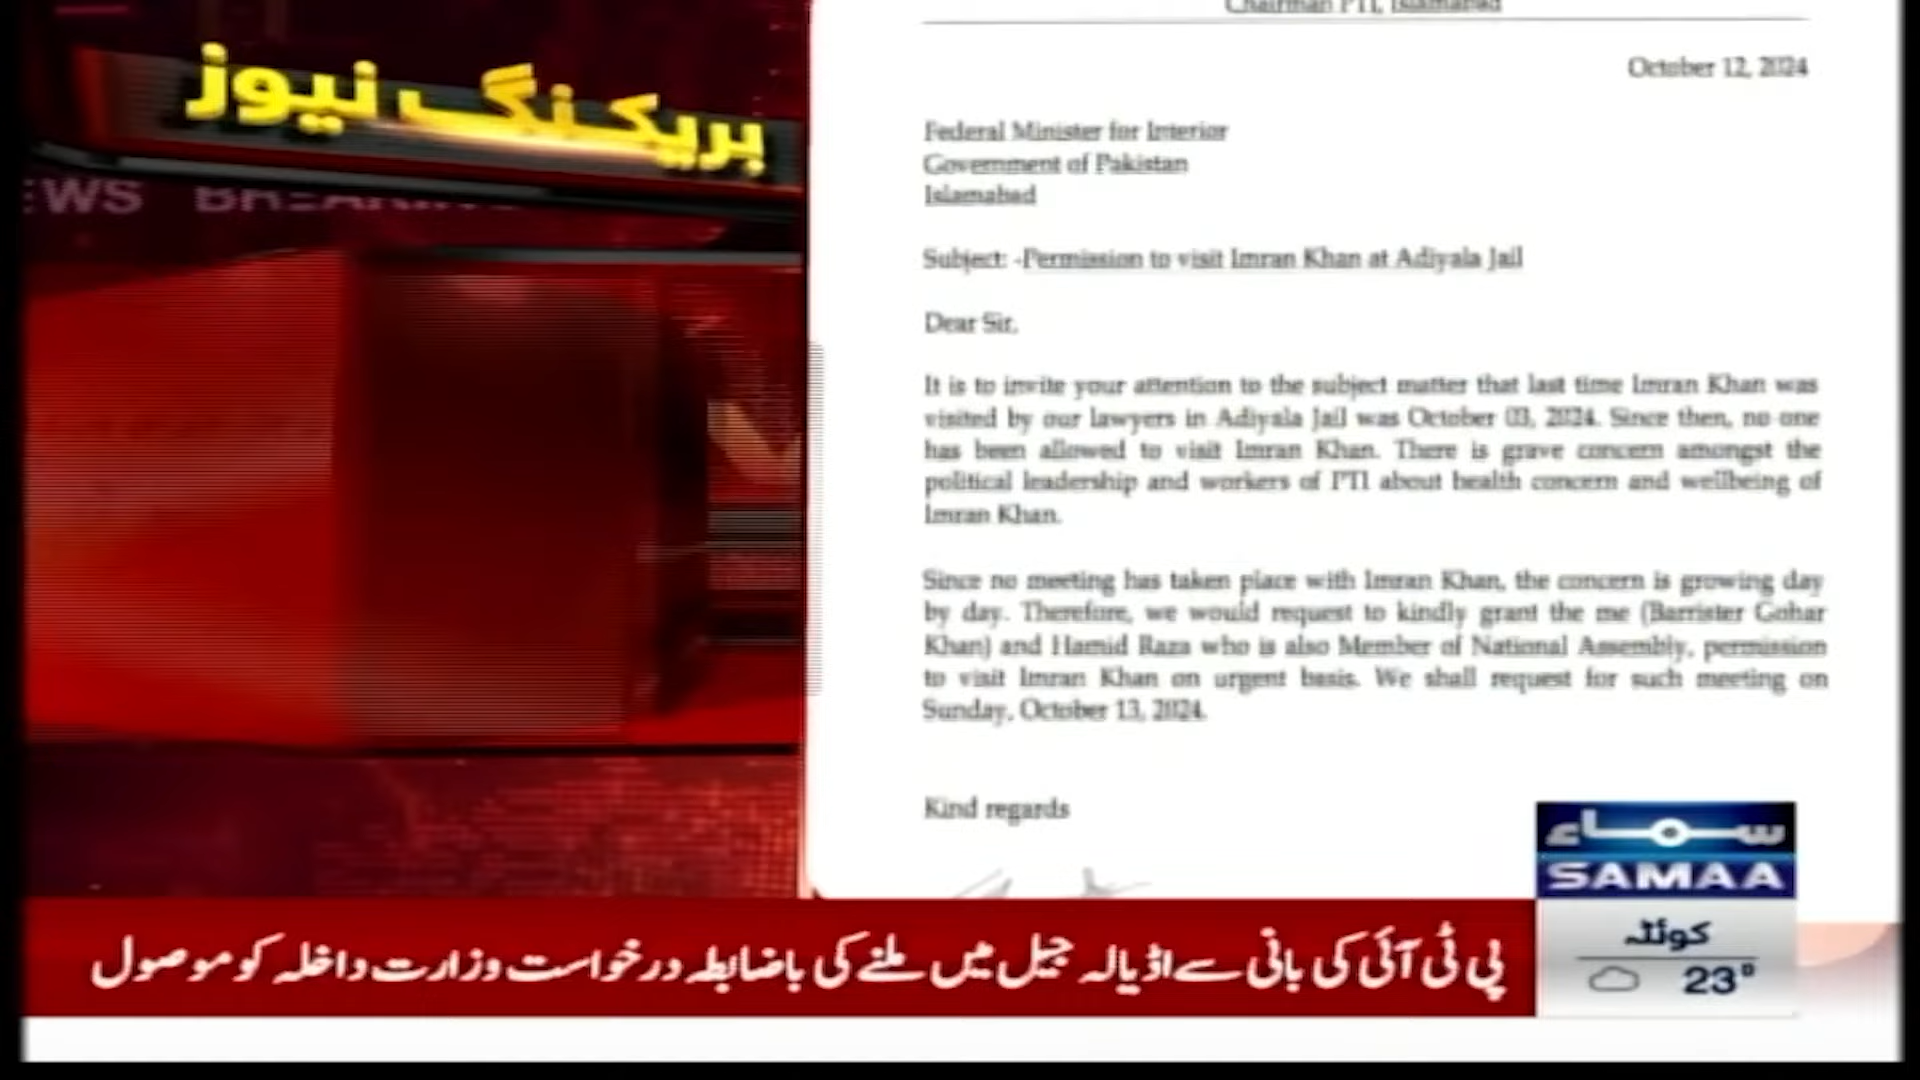 بریکنگ نیوز
Chairman PTI, Islamabad
October 12, 2024
Federal Minister for Interior
Government of Pakistan
Islamabad
Subject: -Permission to visit Imran Khan at Adiyala Jail
Dear Sir,
It is to invite your attention to the subject matter that last time Imran Khan was
visited by our lawyers in Adiyala Jail was October 03, 2024. Since then, no one
has been allowed to visit Imran Khan. There is grave concern amongst the
political leadership and workers of PTI about health concern and wellbeing of
Imran Khan.
Since no meeting has taken place with Imran Khan, the concern is growing day
by day. Therefore, we would request to kindly grant the me (Barrister Gohar
Khan) and Hamid Raza who is also Member of National Assembly, permission
to visit Imran Khan on urgent basis. We shall request for such meeting on
Sunday, October 13, 2024.
Kind regards
سماء
SAMAA
کوئٹہ
23°
پی ٹی آئی کی بانی سے اڈیالہ جیل میں ملنے کی باضابطہ درخواست وزارت داخلہ کو موصول